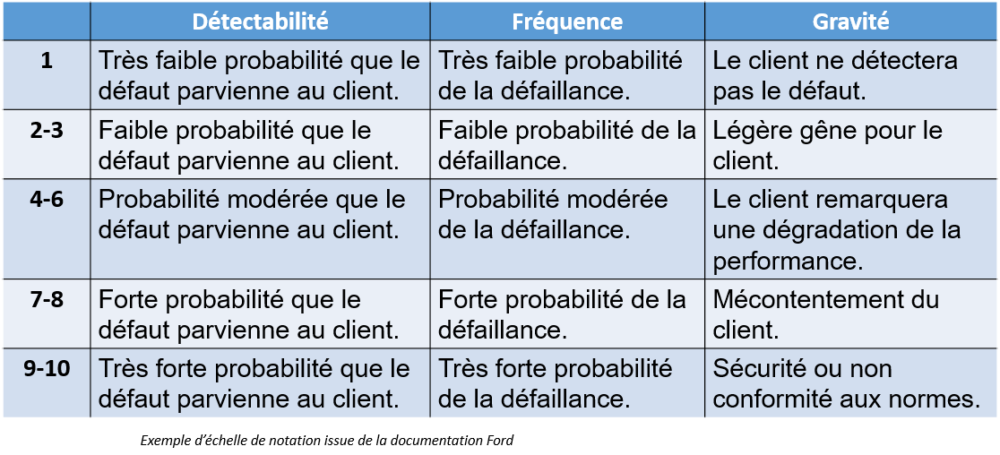 Détectabilité Fréquence Gravité
1 Très faible probabilité que le Très faible probabilité Le client ne détectera
défaut parvienne au client. de la défaillance. pas le défaut.
2-3 Faible probabilité que le Faible probabilité de la Légère gêne pour le
défaut parvienne au client. défaillance. client.
4-6 Probabilité modérée que le Probabilité modérée Le client remarquera
défaut parvienne au client. de la défaillance. une dégradation de la
performance.
7-8 Forte probabilité que le Forte probabilité de la Mécontentement du
défaut parvienne au client. défaillance. client.
9-10 Très forte probabilité que le Très forte probabilité Sécurité ou non
défaut parvienne au client. de la défaillance. conformité aux normes.
Exemple d’échelle de notation issue de la documentation Ford